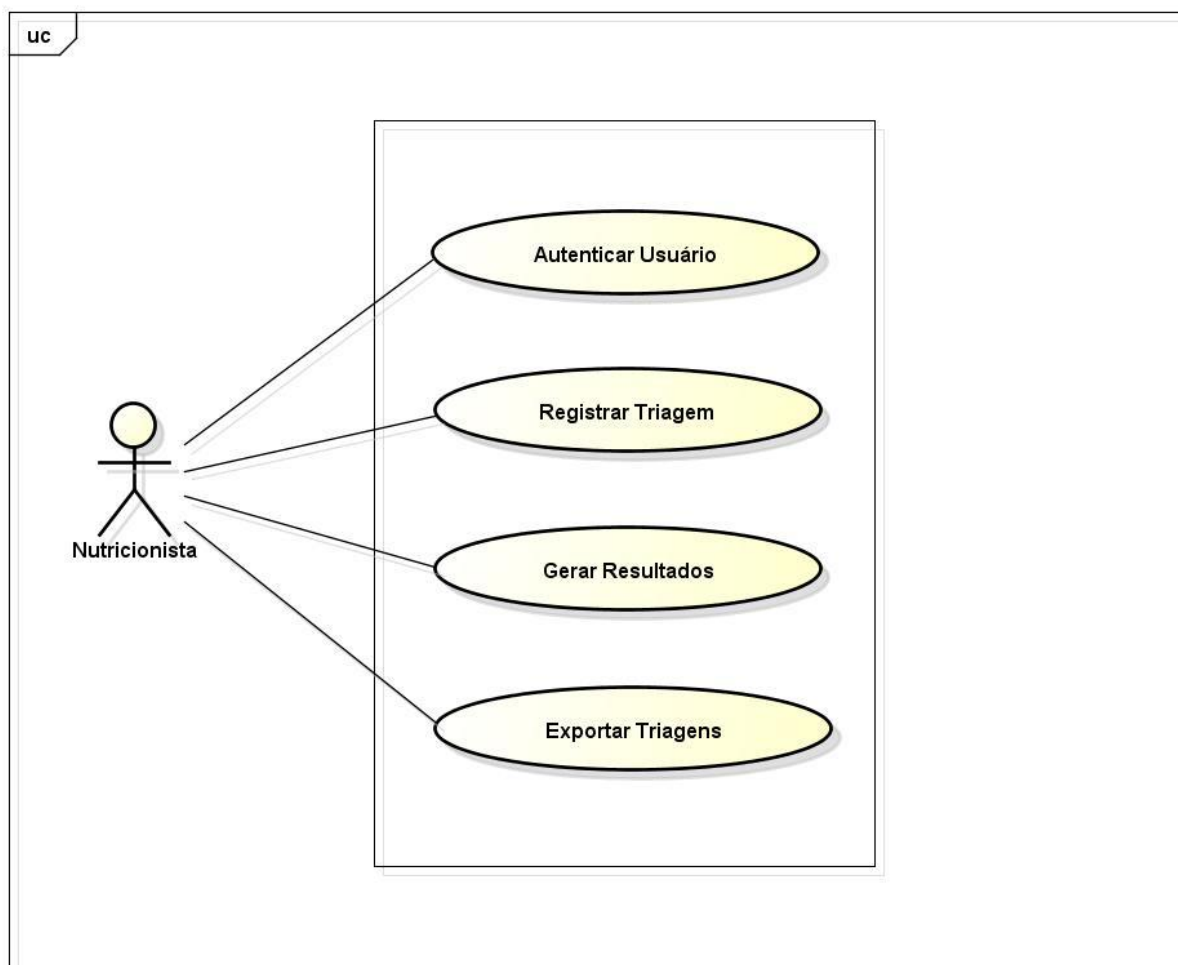 uc
Autenticar Usuário
Registrar Triagem
Nutricionista
Gerar Resultados
Exportar Triagens